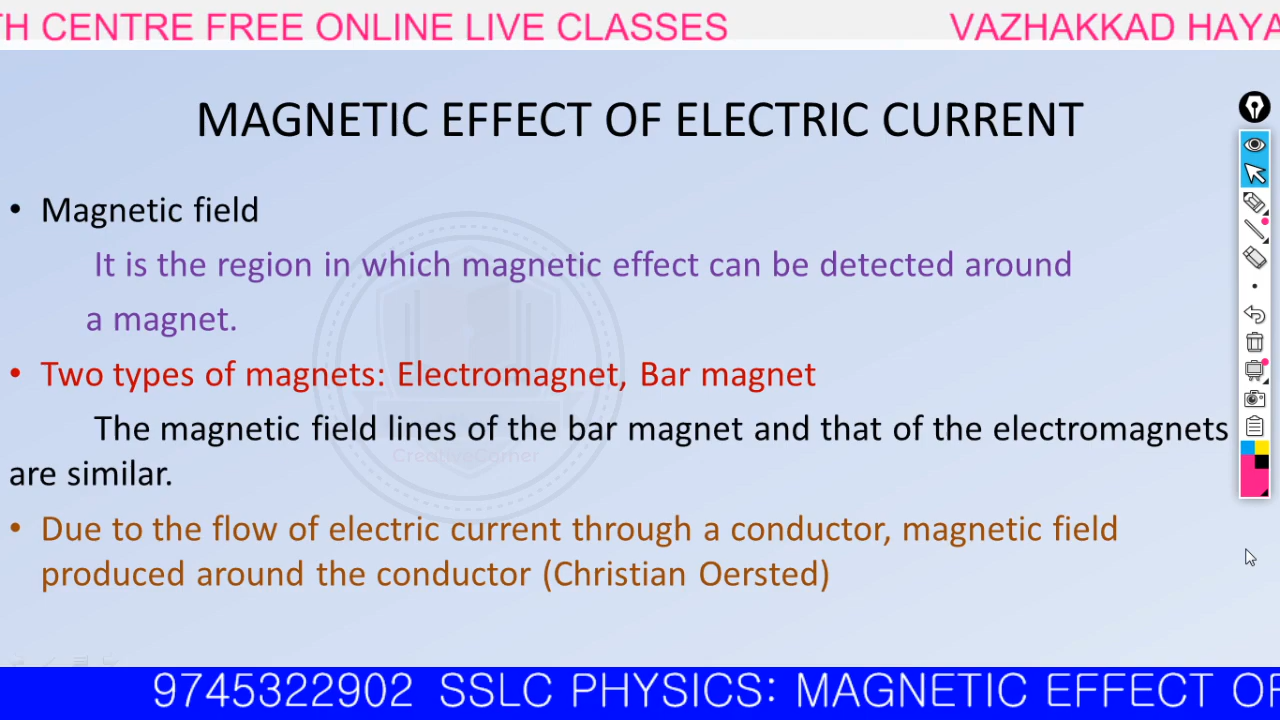 TH CENTRE FREE ONLINE LIVE CLASSES VAZHAKKAD HAYA
MAGNETIC EFFECT OF ELECTRIC CURRENT
• Magnetic field
It is the region in which magnetic effect can be detected around
a magnet.
• Two types of magnets: Electromagnet, Bar magnet
The magnetic field lines of the bar magnet and that of the electromagnets
are similar.
CreativeCorner
• Due to the flow of electric current through a conductor, magnetic field
produced around the conductor (Christian Oersted)
9745322902 SSLC PHYSICS: MAGNETIC EFFECT OF